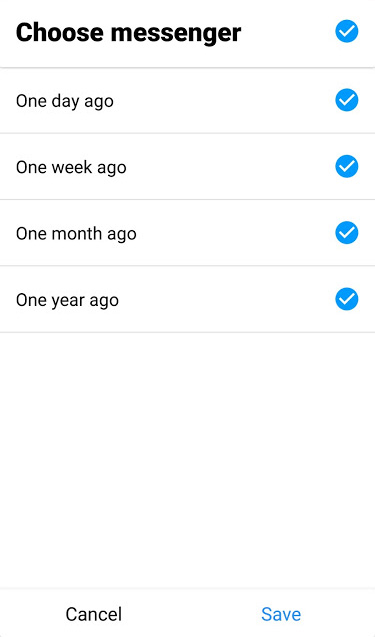 Choose messenger
One day ago
One week ago
One month ago
One year ago
Cancel Save